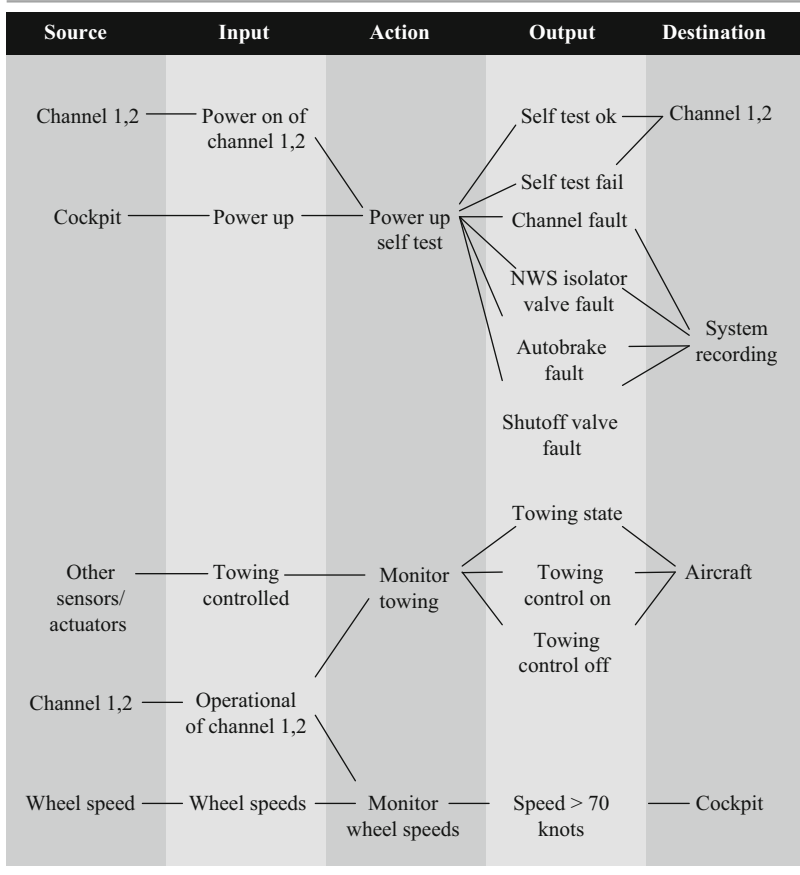 Source Input Action Output Destination
Channel 1,2 Power on of Self test ok Channel 1,2
channel 1,2
Self test fail
Cockpit Power up Power up Channel fault
self test
NWS isolator
valve fault
System
Autobrake recording
fault
Shutoff valve
fault
Towing state
Other Towing Monitor Towing Aircraft
sensors/ controlled towing control on
actuators
Towing
control off
Channel 1,2 Operational
of channel 1,2
Wheel speed Wheel speeds Monitor Speed > 70 Cockpit
wheel speeds knots